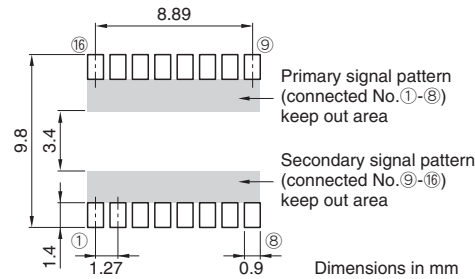 8.89
⑯ ⑨
Primary signal pattern
(connected No.①-⑧)
keep out area
9.8
3.4
Secondary signal pattern
(connected No.⑨-⑯)
keep out area
1.4
① ⑧
1.27 0.9 Dimensions in mm